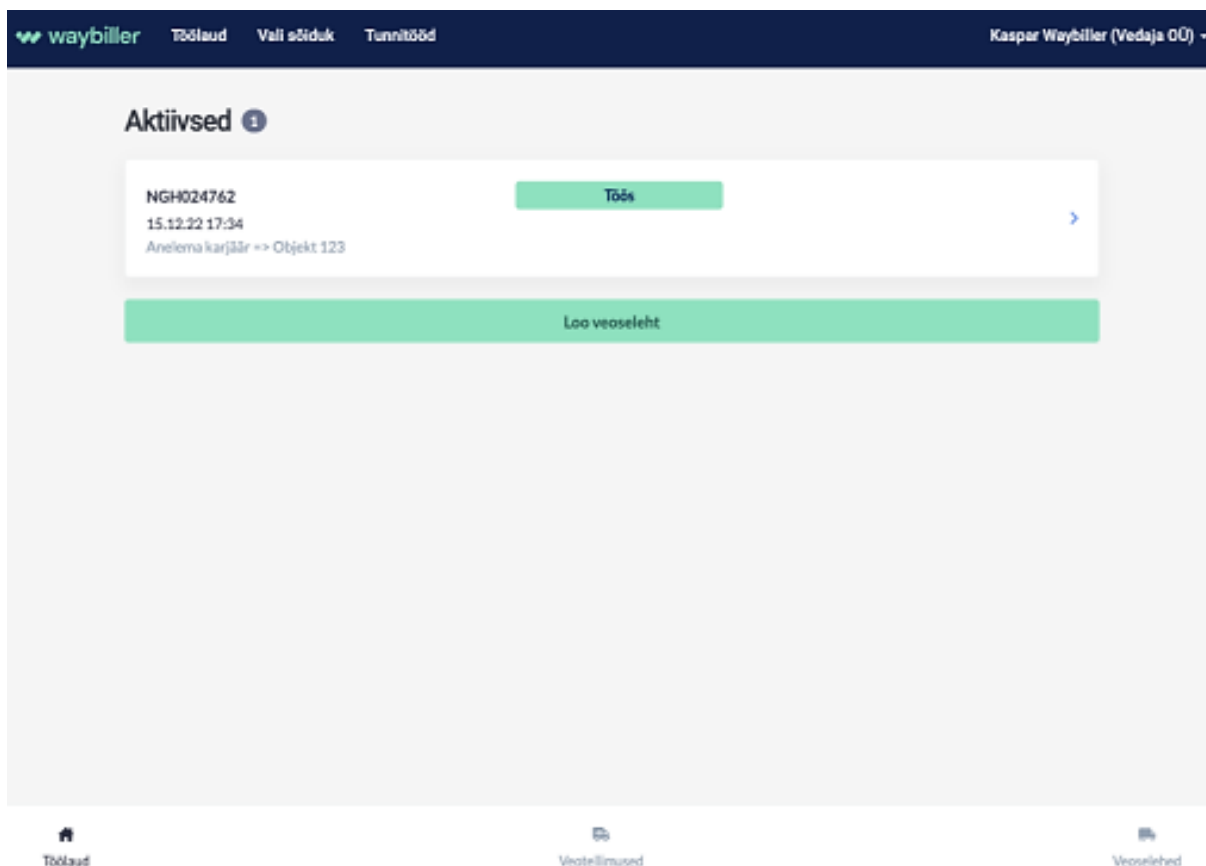 waybiller Töölaud Vali sõiduk Tunnitööd Kaspar Waybiller (Vedaja OÜ)
Aktiivsed 1
NGH024762 Töös
15.12.22 17:34
Anelema karjäär => Objekt 123
Loo veoseleht
Töölaud Veotellimused Veoselehed